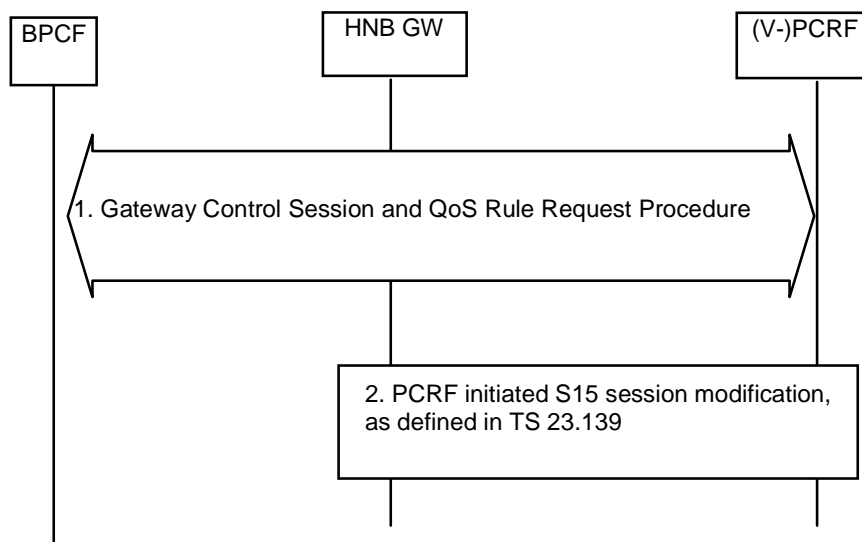 BPCF
HNB GW
(V-)PCRF
1. Gateway Control Session and QoS Rule Request Procedure
2. PCRF initiated S15 session modification,
as defined in TS 23.139